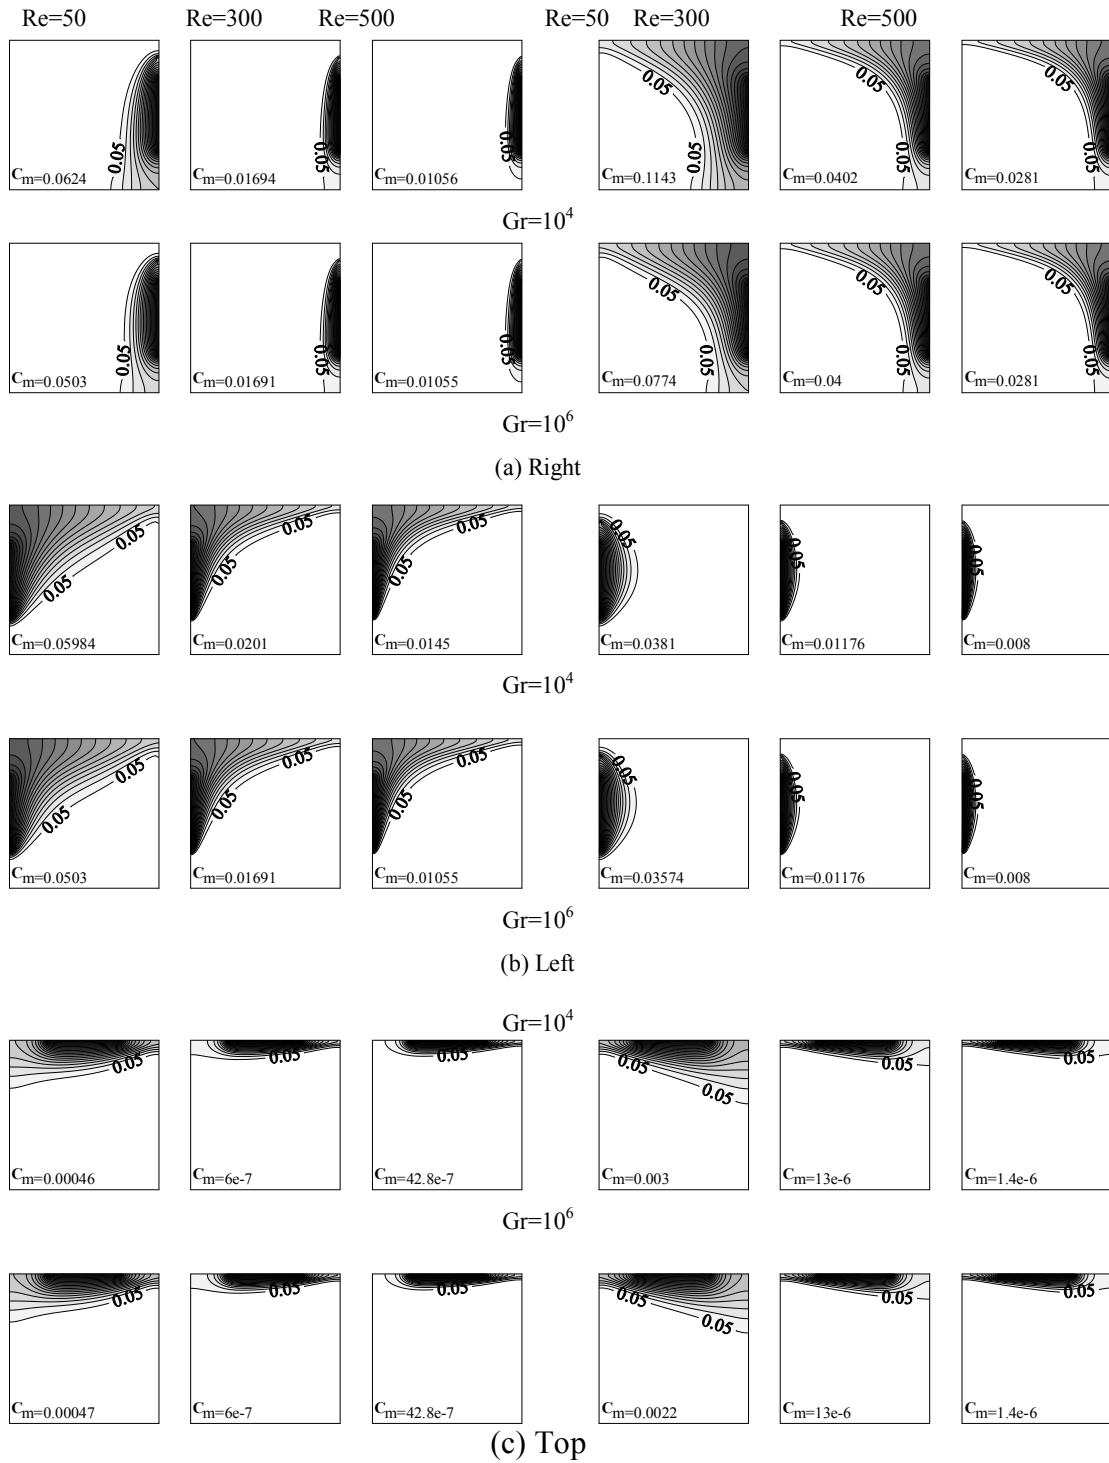 Re=50 Re=300 Re=500 Re=50 Re=300 Re=500
0.05 0.05 0.05 0.05 0.05 0.05 0.05 0.05 0.05
Cm=0.0624 Cm=0.01694 Cm=0.01056 Cm=0.1143 Cm=0.0402 Cm=0.0281
Gr=10⁴
0.05 0.05 0.05 0.05 0.05 0.05 0.05 0.05 0.05
Cm=0.0503 Cm=0.01691 Cm=0.01055 Cm=0.0774 Cm=0.04 Cm=0.0281
Gr=10⁶
(a) Right
0.05 0.05 0.05 0.05 0.05 0.05 0.05 0.05 0.05
Cm=0.05984 Cm=0.0201 Cm=0.0145 Cm=0.0381 Cm=0.01176 Cm=0.008
Gr=10⁴
0.05 0.05 0.05 0.05 0.05 0.05 0.05 0.05 0.05
Cm=0.0503 Cm=0.01691 Cm=0.01055 Cm=0.03574 Cm=0.01176 Cm=0.008
Gr=10⁶
(b) Left
Gr=10⁴
0.05 0.05 0.05 0.05 0.05 0.05 0.05
Cm=0.00046 Cm=6e-7 Cm=42.8e-7 Cm=0.003 Cm=13e-6 Cm=1.4e-6
Gr=10⁶
0.05 0.05 0.05 0.05 0.05 0.05 0.05
Cm=0.00047 Cm=6e-7 Cm=42.8e-7 Cm=0.0022 Cm=13e-6 Cm=1.4e-6
(c) Top